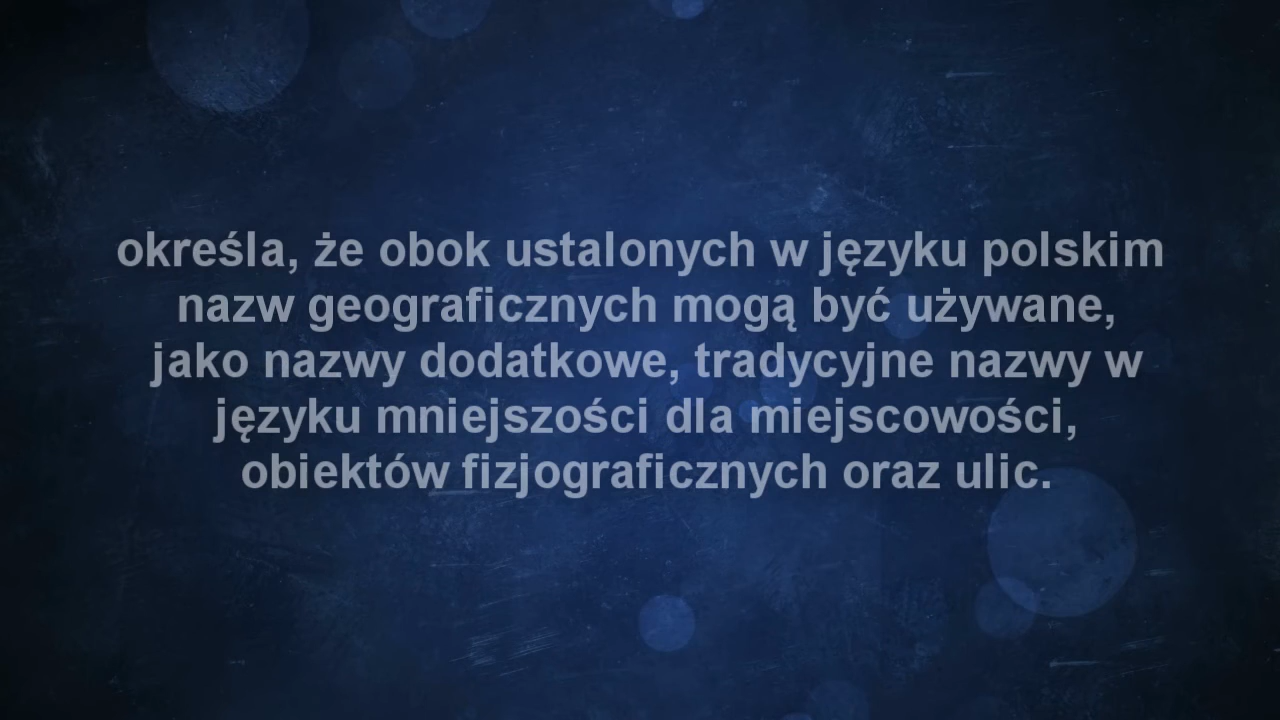 określa, że obok ustalonych w języku polskim
nazw geograficznych mogą być używane,
jako nazwy dodatkowe, tradycyjne nazwy w
języku mniejszości dla miejscowości,
obiektów fizjograficznych oraz ulic.